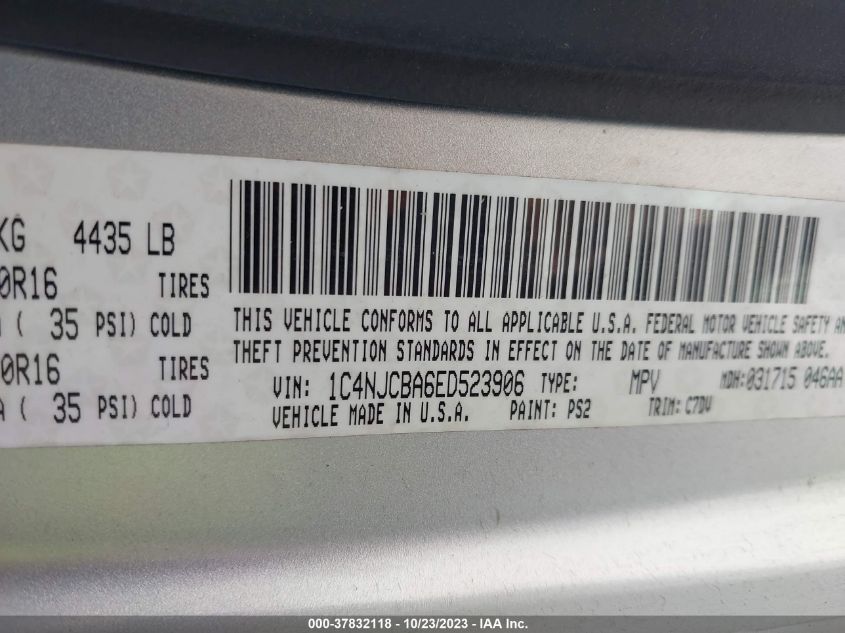 KG 4435 LB
0R16 TIRES
( 35 PSI) COLD
0R16 TIRES
A ( 35 PSI) COLD
THIS VEHICLE CONFORMS TO ALL APPLICABLE U.S.A. FEDERAL MOTOR VEHICLE SAFETY AN
THEFT PREVENTION STANDARDS IN EFFECT ON THE DATE OF MANUFACTURE SHOWN ABOVE.
VIN: 1C4NJCBA6ED523906 TYPE: MPV MDH:031715 046AA
VEHICLE MADE IN U.S.A. PAINT: PS2 TRIM: C7DV
000-37832118 - 10/23/2023 - IAA Inc.